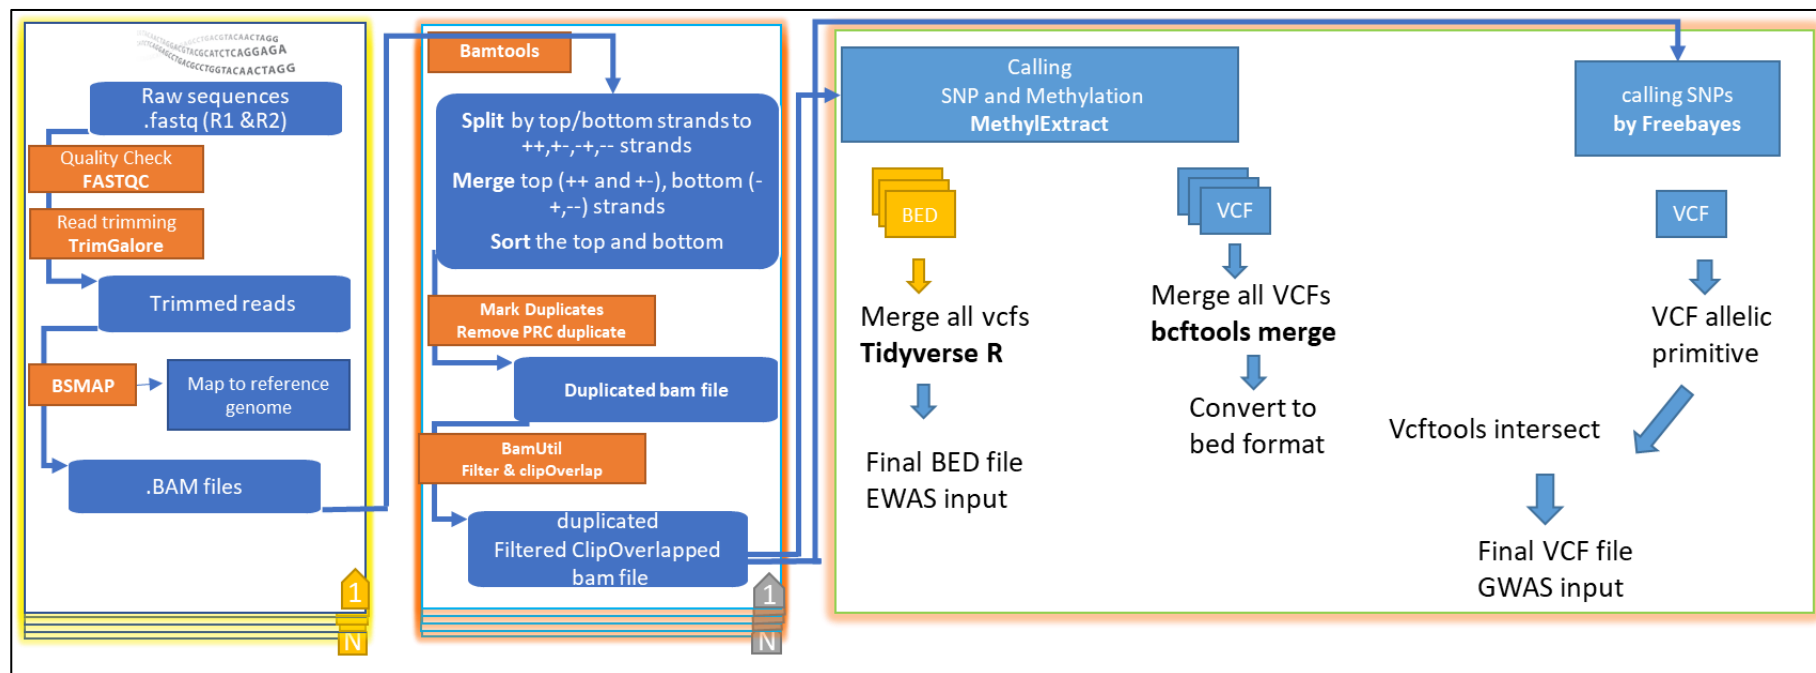 CTGACGTACAACTAGG
GTACGCATCTCAGGAGA
CTGACGCCTGGTACAACTAGG
Raw sequences
.fastq (R1 &R2)
Quality Check
FASTQC
Read trimming
TrimGalore
Trimmed reads
BSMAP
Map to reference
genome
.BAM files
1
N
Bamtools
Split by top/bottom strands to
++,+-,-+,-- strands
Merge top (++ and +-), bottom (-
+,--) strands
Sort the top and bottom
Mark Duplicates
Remove PRC duplicate
Duplicated bam file
BamUtil
Filter & clipOverlap
duplicated
Filtered ClipOverlapped
bam file
1
N
Calling
SNP and Methylation
MethylExtract
BED
Merge all vcfs
Tidyverse R
Final BED file
EWAS input
VCF
Merge all VCFs
bcftools merge
Convert to
bed format
calling SNPs
by Freebayes
VCF
VCF allelic
primitive
Vcftools intersect
Final VCF file
GWAS input